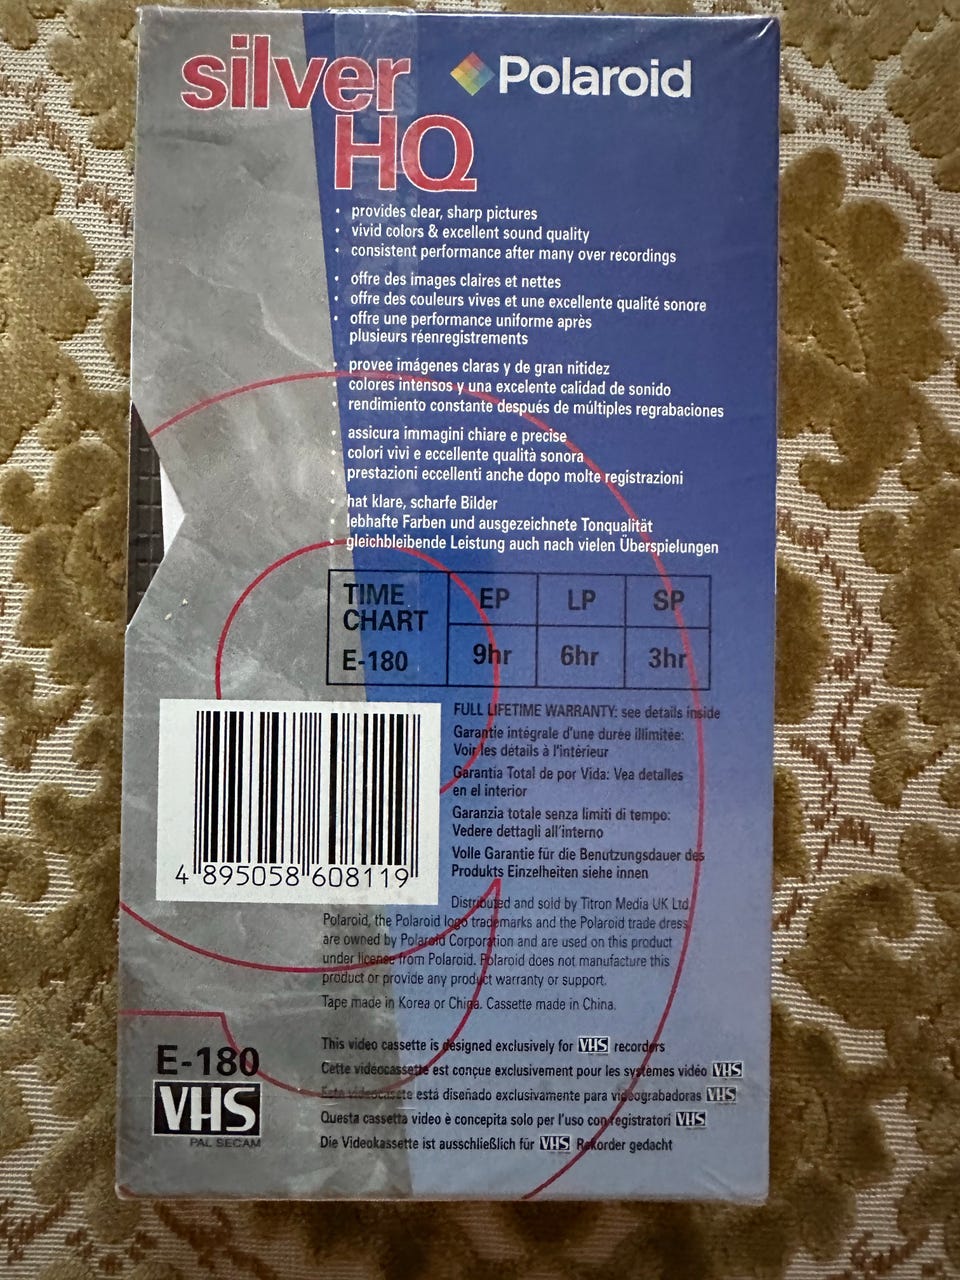 silver
HQ
Polaroid
• provides clear, sharp pictures
• vivid colors & excellent sound quality
• consistent performance after many over recordings
• offre des images claires et nettes
• offre des couleurs vives et une excellente qualité sonore
• offre une performance uniforme après
plusieurs réenregistrements
• provee imágenes claras y de gran nitidez
• colores intensos y una excelente calidad de sonido
• rendimiento constante después de múltiples regrabaciones
• assicura immagini chiare e precise
• colori vivi e eccellente qualità sonora
• prestazioni eccellenti anche dopo molte registrazioni
• hat klare, scharfe Bilder
• lebhafte Farben und ausgezeichnete Tonqualität
• gleichbleibende Leistung auch nach vielen Überspielungen
TIME CHART EP LP SP
E-180 9hr 6hr 3hr
FULL LIFETIME WARRANTY: see details inside
Garantie intégrale d'une durée illimitée:
Voir les détails à l'intérieur
Garantía Total de por Vida: Vea detalles
en el interior
Garanzia totale senza limiti di tempo:
Vedere dettagli all'interno
Volle Garantie für die Benutzungsdauer des
Produkts Einzelheiten siehe innen
4 895058 608119
Distributed and sold by Titron Media UK Ltd
Polaroid, the Polaroid logo trademarks and the Polaroid trade dress
are owned by Polaroid Corporation and are used on this product
under license from Polaroid. Polaroid does not manufacture this
product or provide any product warranty or support.
Tape made in Korea or China. Cassette made in China.
This video cassette is designed exclusively for VHS recorders
Cette vidéocassette est conçue exclusivement pour les systèmes vidéo VHS
Este videocasete está diseñado exclusivamente para videograbadoras VHS
Questa cassetta video è concepita solo per l'uso con registratori VHS
Die Videokassette ist ausschließlich für VHS Rekorder gedacht
E-180
VHS
PAL SECAM